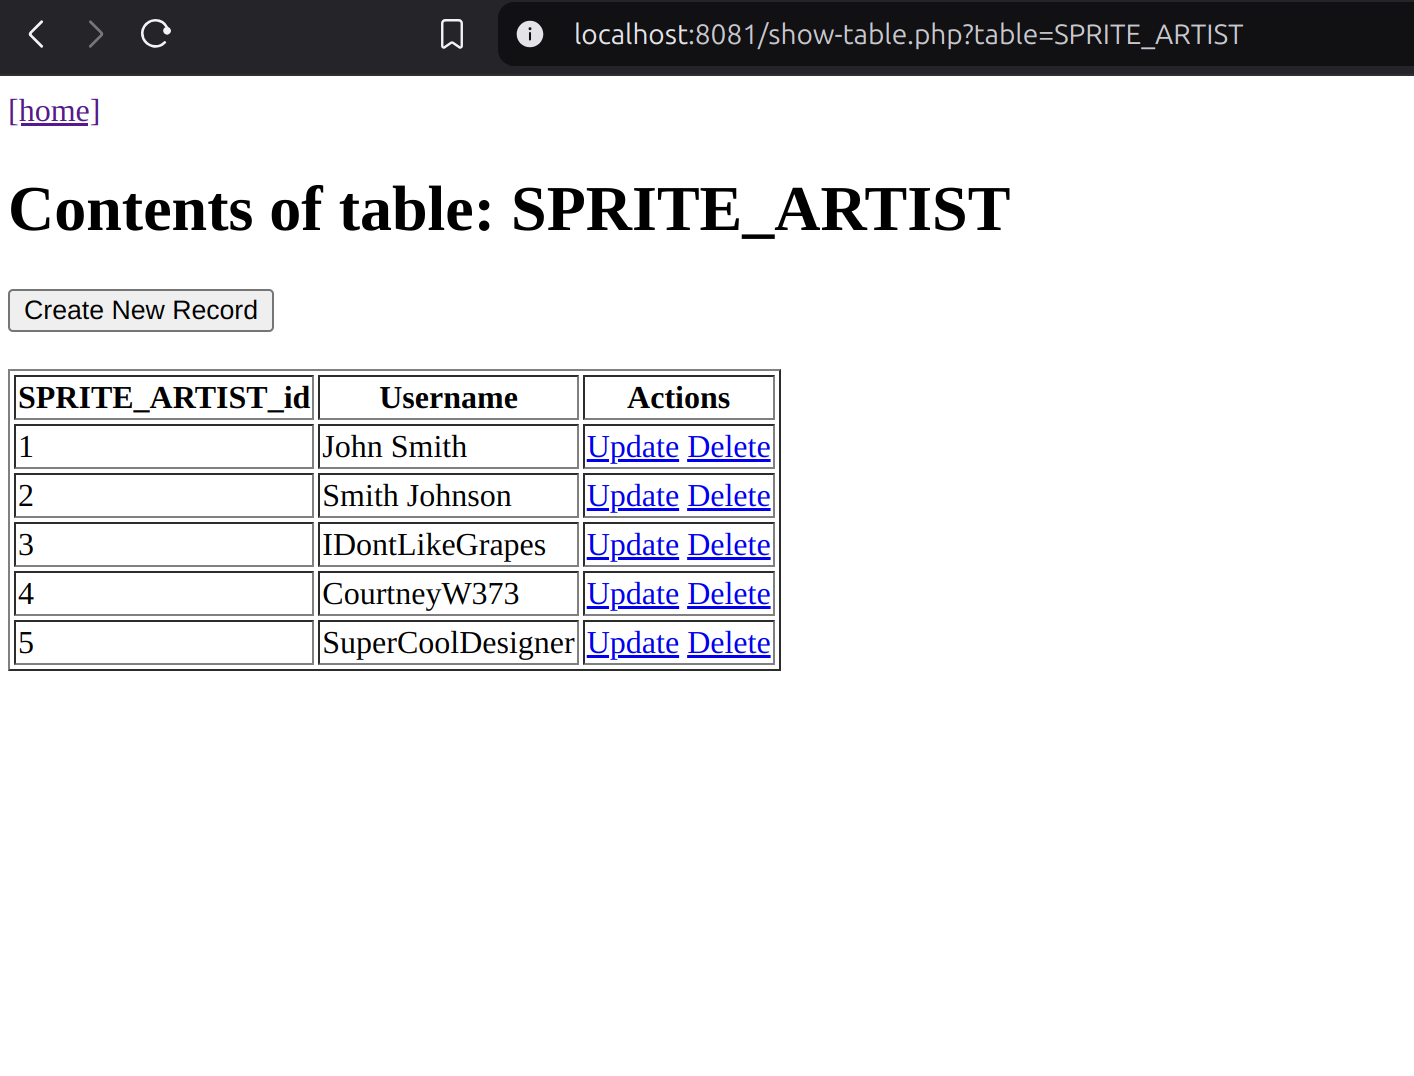 localhost:8081/show-table.php?table=SPRITE_ARTIST
[home]
Contents of table: SPRITE_ARTIST
Create New Record
SPRITE_ARTIST_id Username Actions
1 John Smith Update Delete
2 Smith Johnson Update Delete
3 IDontLikeGrapes Update Delete
4 CourtneyW373 Update Delete
5 SuperCoolDesigner Update Delete